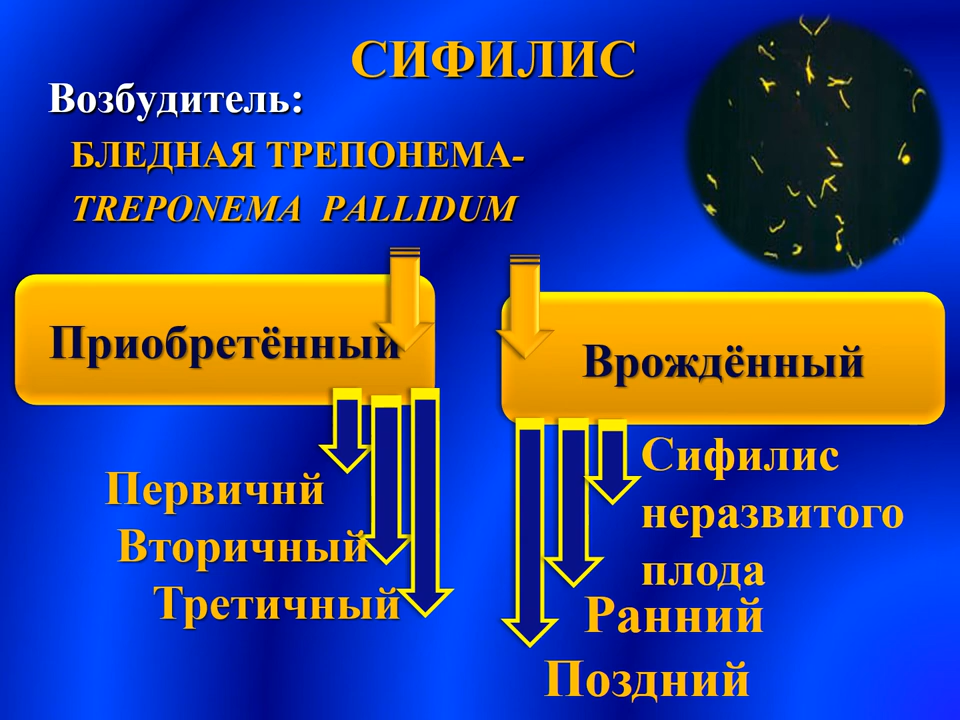 СИФИЛИС
Возбудитель:
БЛЕДНАЯ ТРЕПОНЕМА-
TREPONEMA PALLIDUM
Приобретённый
Врождённый
Первичнй
Вторичный
Третичный
Сифилис
неразвитого
плода
Ранний
Поздний